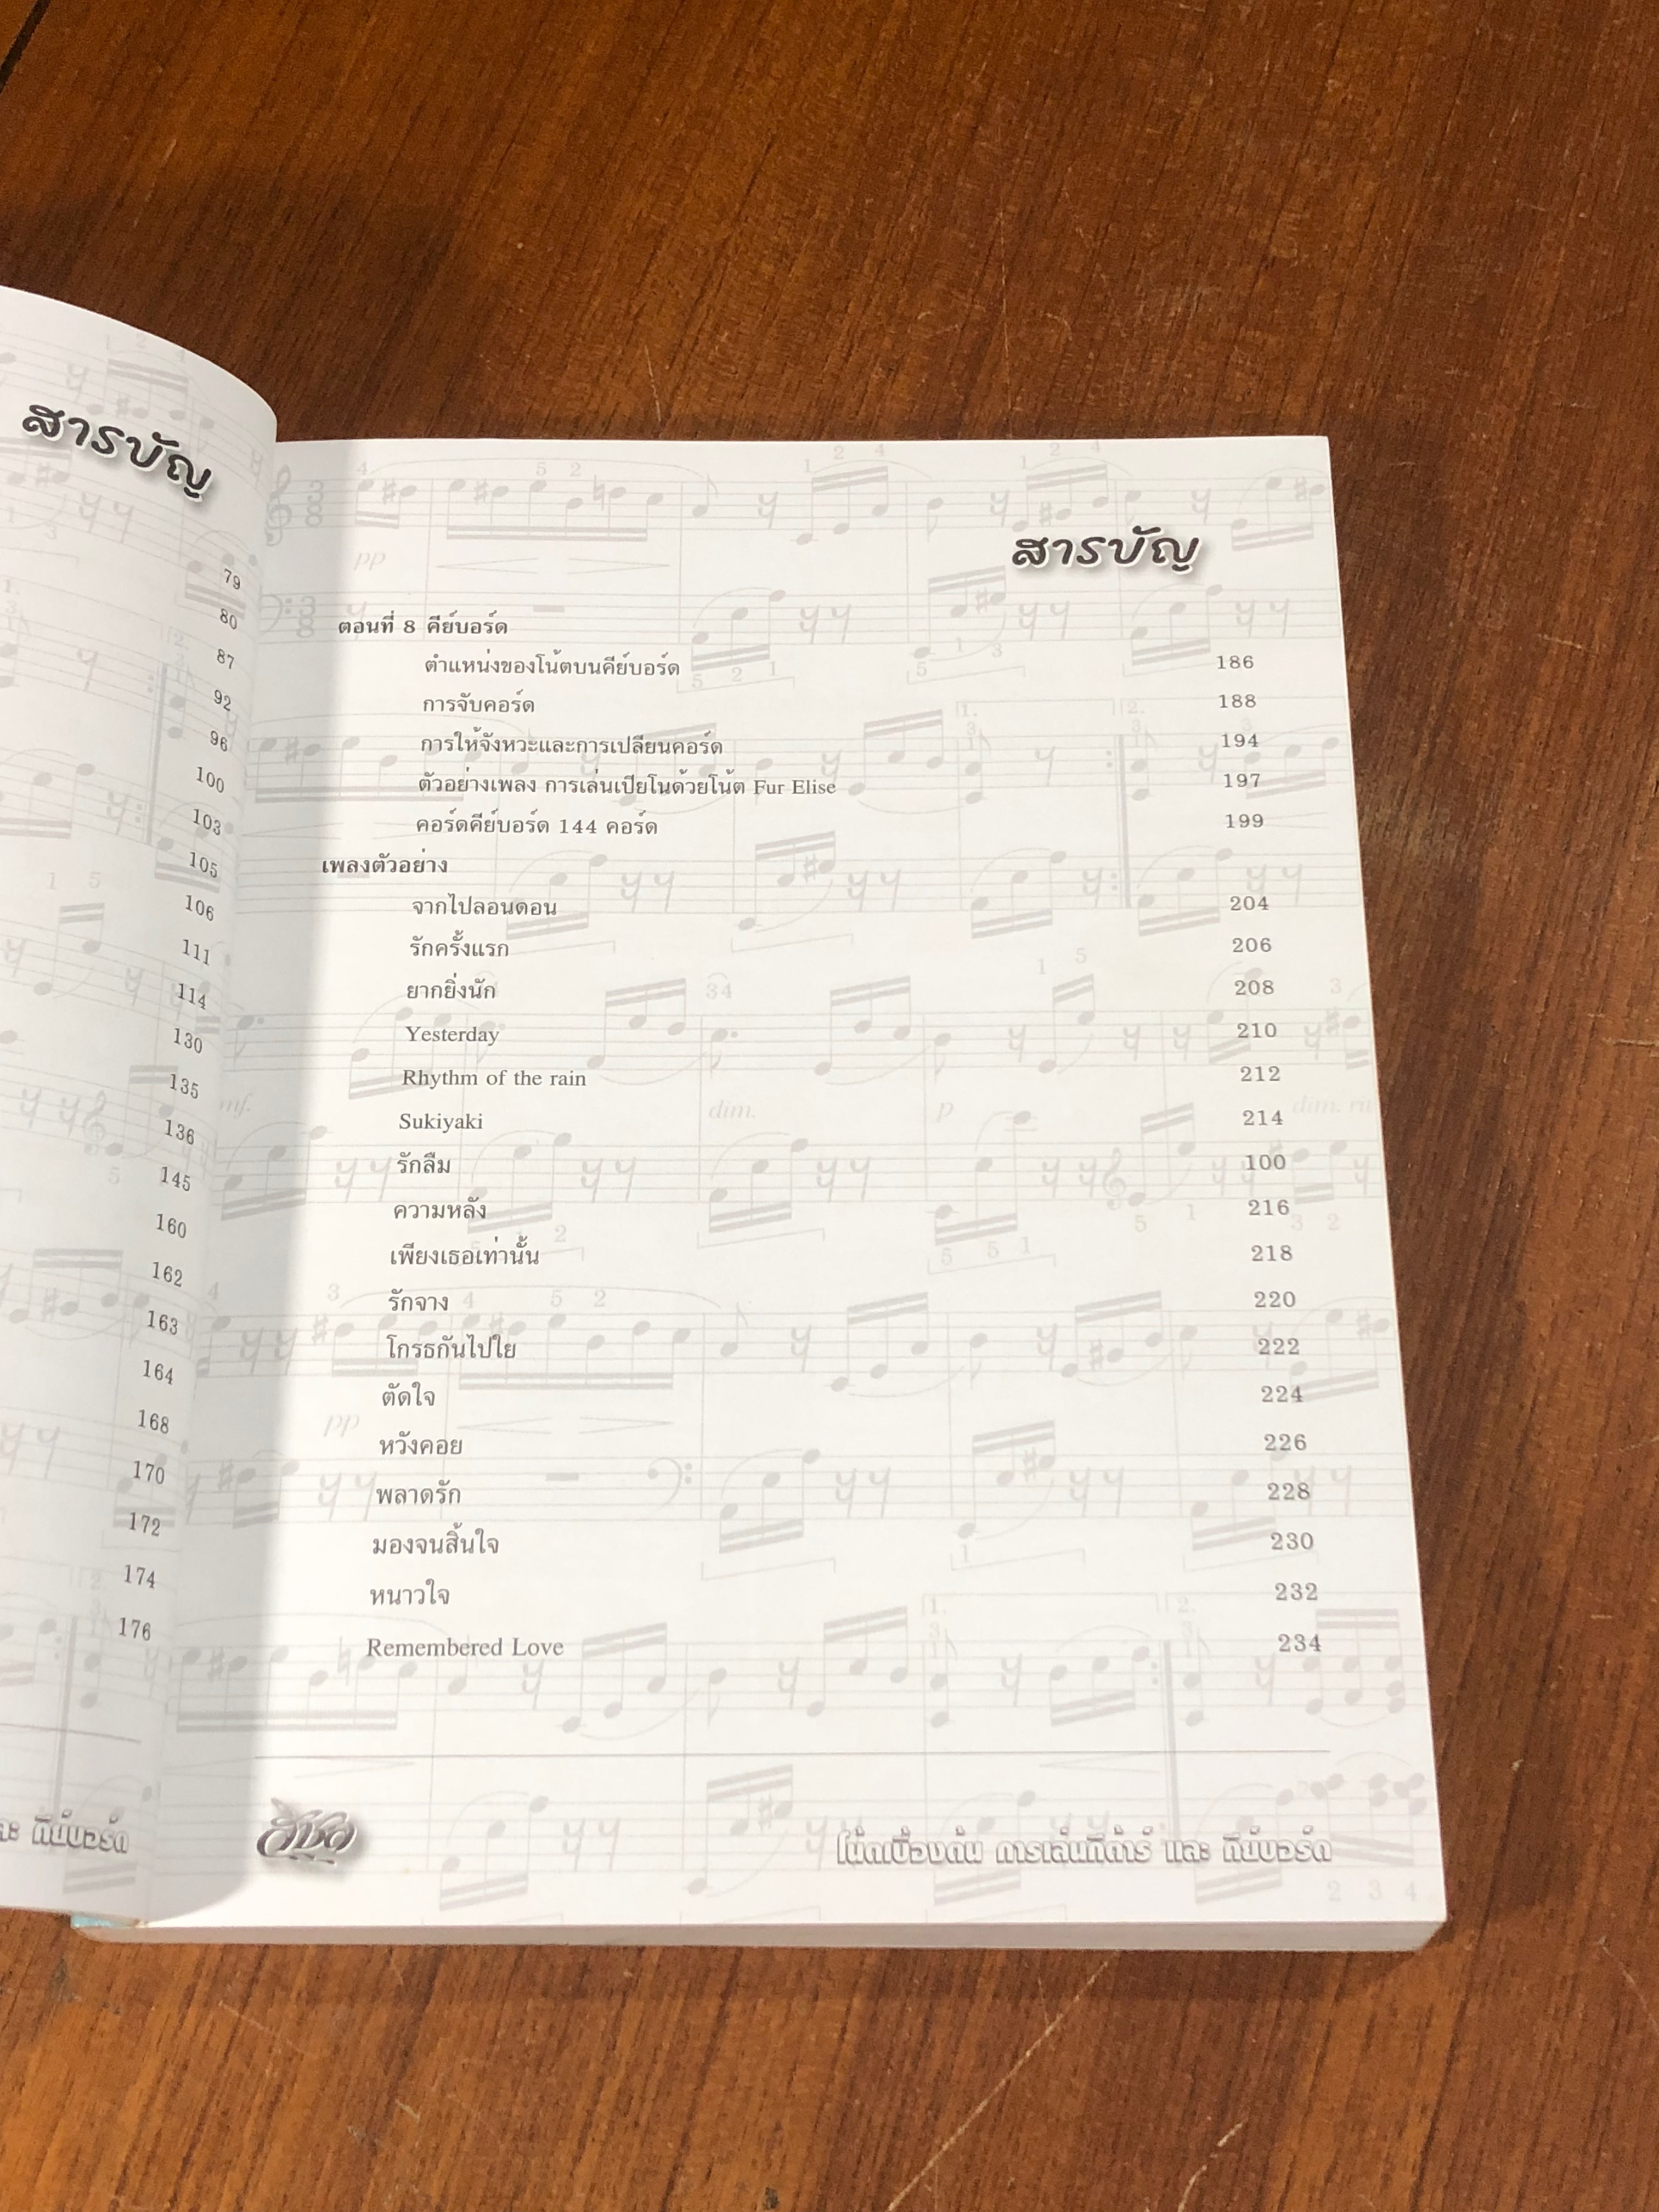 สารบัญ
79
80
87
92
96
100
103
105
106
111
114
130
135
136
145
160
162
163
164
168
170
172
174
176
และ คีย์บอร์ด
สารบัญ
ตอนที่ 8 คีย์บอร์ด
ตำแหน่งของโน้ตบนคีย์บอร์ด 186
การจับคอร์ด 188
การให้จังหวะและการเปลี่ยนคอร์ด 194
ตัวอย่างเพลง การเล่นเปียโนด้วยโน้ต Fur Elise 197
คอร์ดคีย์บอร์ด 144 คอร์ด 199
เพลงตัวอย่าง
จากไปลอนดอน 204
รักครั้งแรก 206
ยากยิ่งนัก 208
Yesterday 210
Rhythm of the rain 212
Sukiyaki 214
รักลืม 100
ความหลัง 216
เพียงเธอเท่านั้น 218
รักจาง 220
โกรธกันไปใย 222
ตัดใจ 224
หวังคอย 226
พลาดรัก 228
มองจนสิ้นใจ 230
หนาวใจ 232
Remembered Love 234
โน้ตเบื้องต้น การเล่นกีต้าร์ และ คีย์บอร์ด